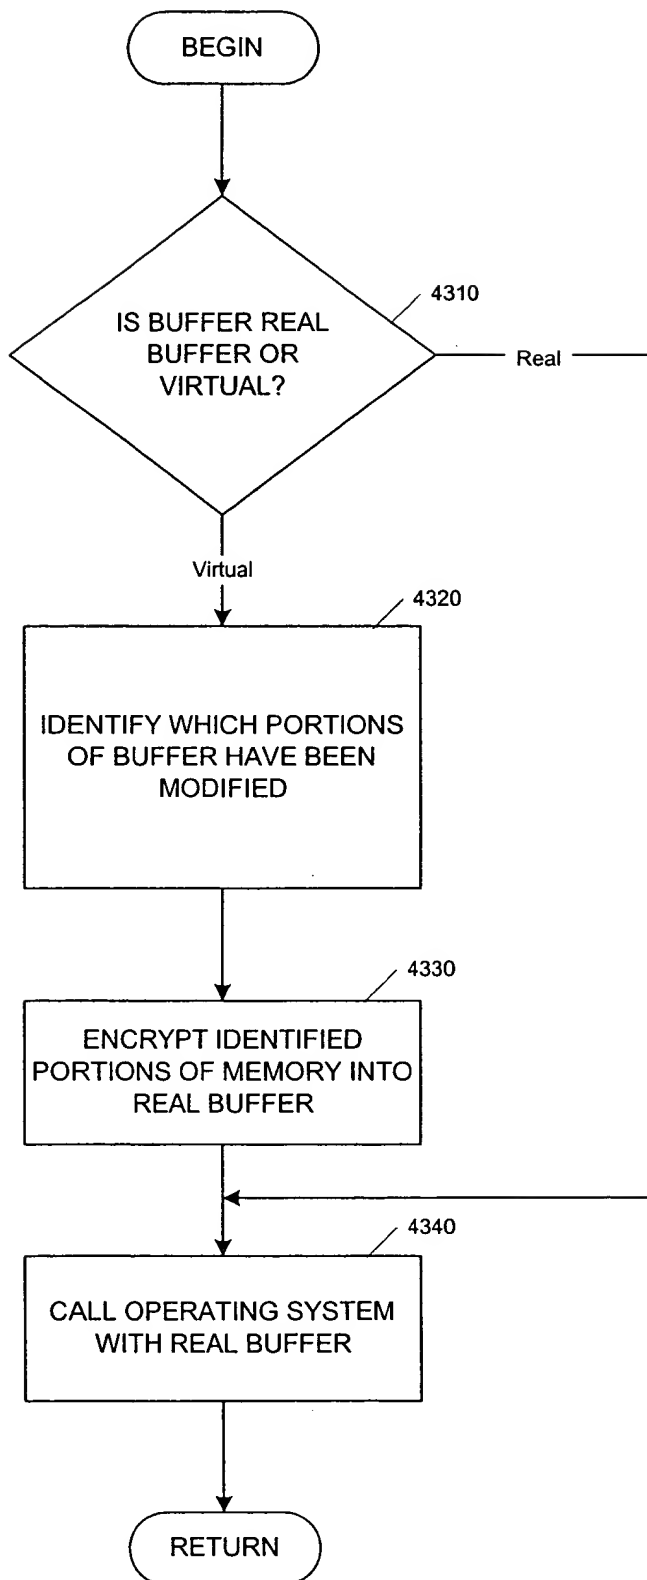 BEGIN
4310
IS BUFFER REAL
BUFFER OR
VIRTUAL?
Real
Virtual
4320
IDENTIFY WHICH PORTIONS
OF BUFFER HAVE BEEN
MODIFIED
4330
ENCRYPT IDENTIFIED
PORTIONS OF MEMORY INTO
REAL BUFFER
4340
CALL OPERATING SYSTEM
WITH REAL BUFFER
RETURN